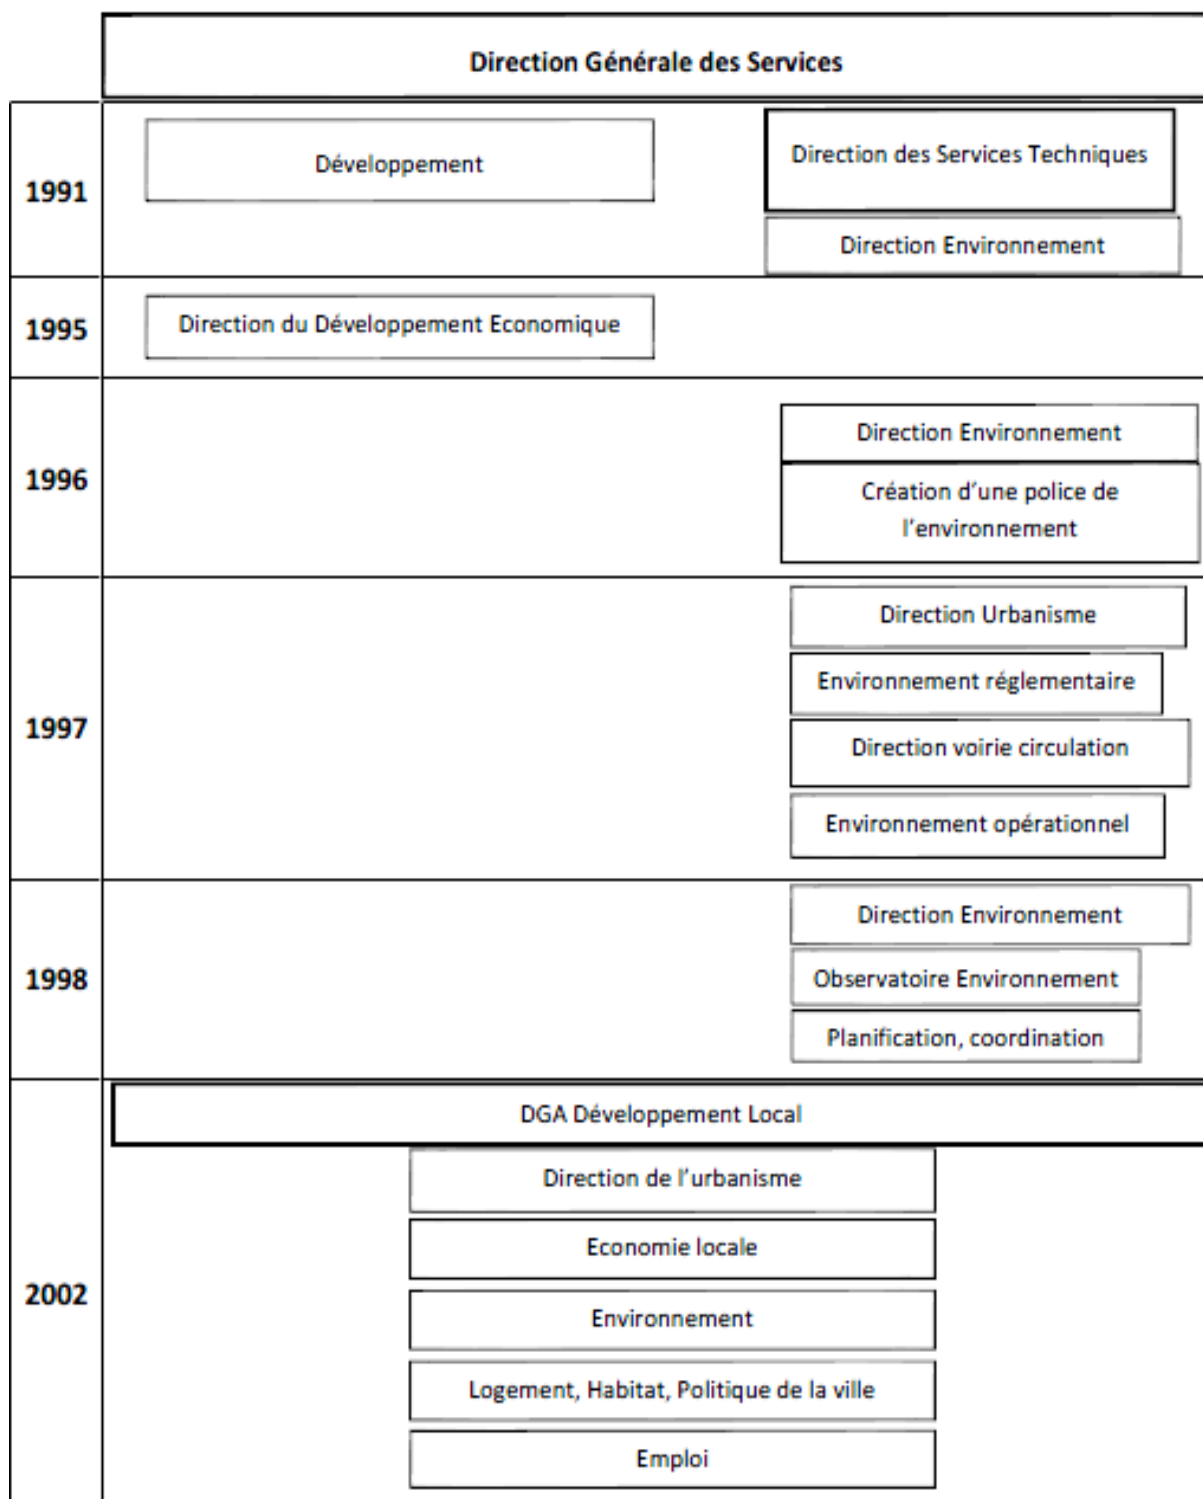 Direction Générale des Services
1991
Développement
Direction des Services Techniques
Direction Environnement
1995
Direction du Développement Economique
1996
Direction Environnement
Création d’une police de
l’environnement
1997
Direction Urbanisme
Environnement réglementaire
Direction voirie circulation
Environnement opérationnel
1998
Direction Environnement
Observatoire Environnement
Planification, coordination
2002
DGA Développement Local
Direction de l’urbanisme
Economie locale
Environnement
Logement, Habitat, Politique de la ville
Emploi